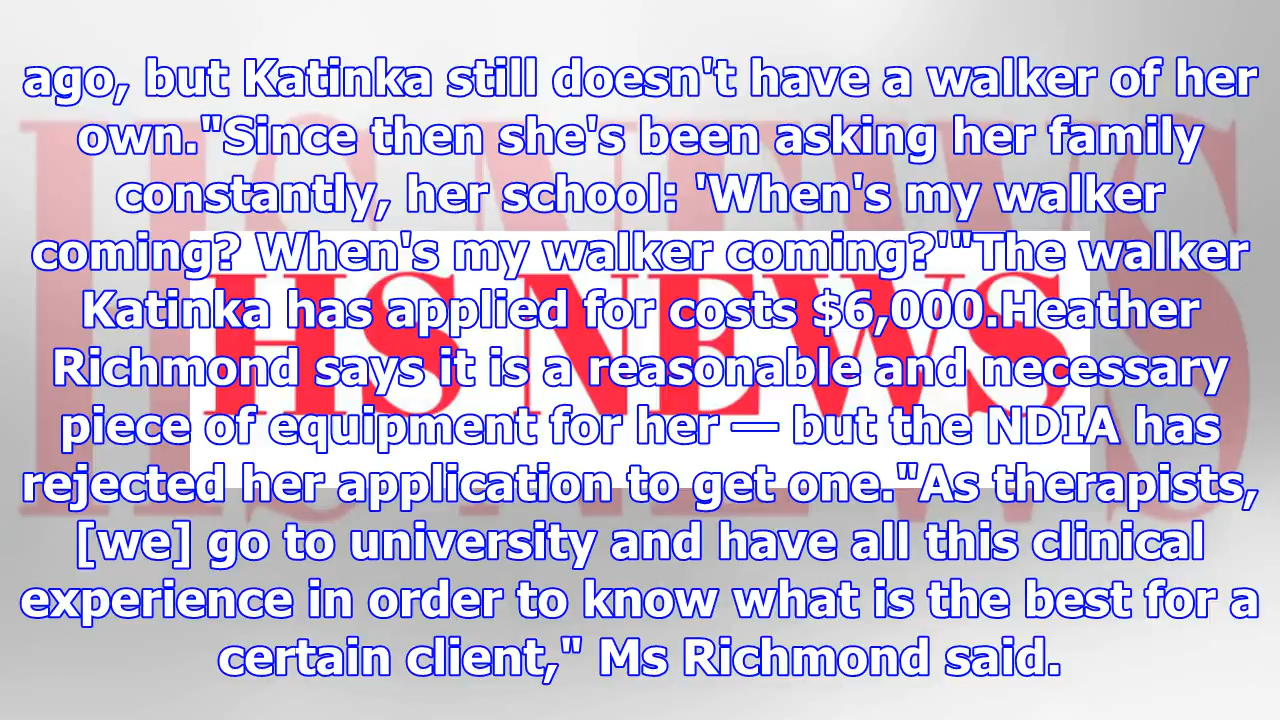 ago, but Katinka still doesn't have a walker of her
own."Since then she's been asking her family
constantly, her school: 'When's my walker
coming? When's my walker coming?'"The walker
Katinka has applied for costs $6,000.Heather
Richmond says it is a reasonable and necessary
piece of equipment for her — but the NDIA has
rejected her application to get one."As therapists,
[we] go to university and have all this clinical
experience in order to know what is the best for a
certain client," Ms Richmond said.
HS NEWS
HS NEWS